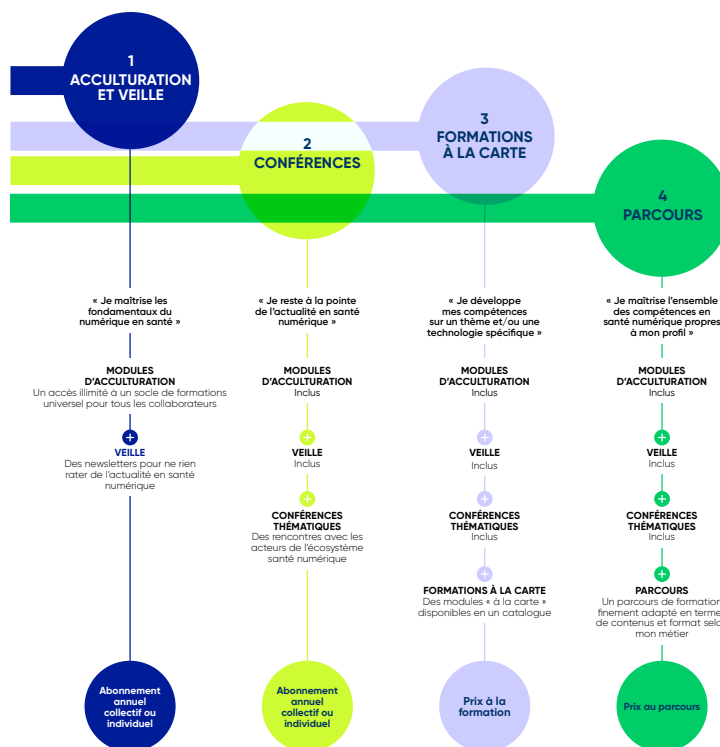 1
ACCULTURATION
ET VEILLE
2
CONFÉRENCES
3
FORMATIONS
À LA CARTE
4
PARCOURS
« Je maîtrise les
fondamentaux du
numérique en santé »
MODULES
D'ACCULTURATION
Un accès illimité à un socle de formations
universel pour tous les collaborateurs
+
VEILLE
Des newsletters pour ne rien
rater de l'actualité en santé
numérique
Abonnement
annuel
collectif ou
individuel
« Je reste à la pointe
de l'actualité en santé
numérique »
MODULES
D'ACCULTURATION
Inclus
+
VEILLE
Inclus
+
CONFÉRENCES
THÉMATIQUES
Des rencontres avec les
acteurs de l'écosystème
santé numérique
Abonnement
annuel
collectif ou
individuel
« Je développe
mes compétences
sur un thème et/ou une
technologie spécifique »
MODULES
D'ACCULTURATION
Inclus
+
VEILLE
Inclus
+
CONFÉRENCES
THÉMATIQUES
Inclus
+
FORMATIONS À LA CARTE
Des modules « à la carte »
disponibles en un catalogue
Prix à la
formation
« Je maîtrise l'ensemble
des compétences en
santé numérique propres
à mon profil »
MODULES
D'ACCULTURATION
Inclus
+
VEILLE
Inclus
+
CONFÉRENCES
THÉMATIQUES
Inclus
+
PARCOURS
Un parcours de formation
finement adapté en terme
de contenus et format selo
mon métier
Prix au parcours